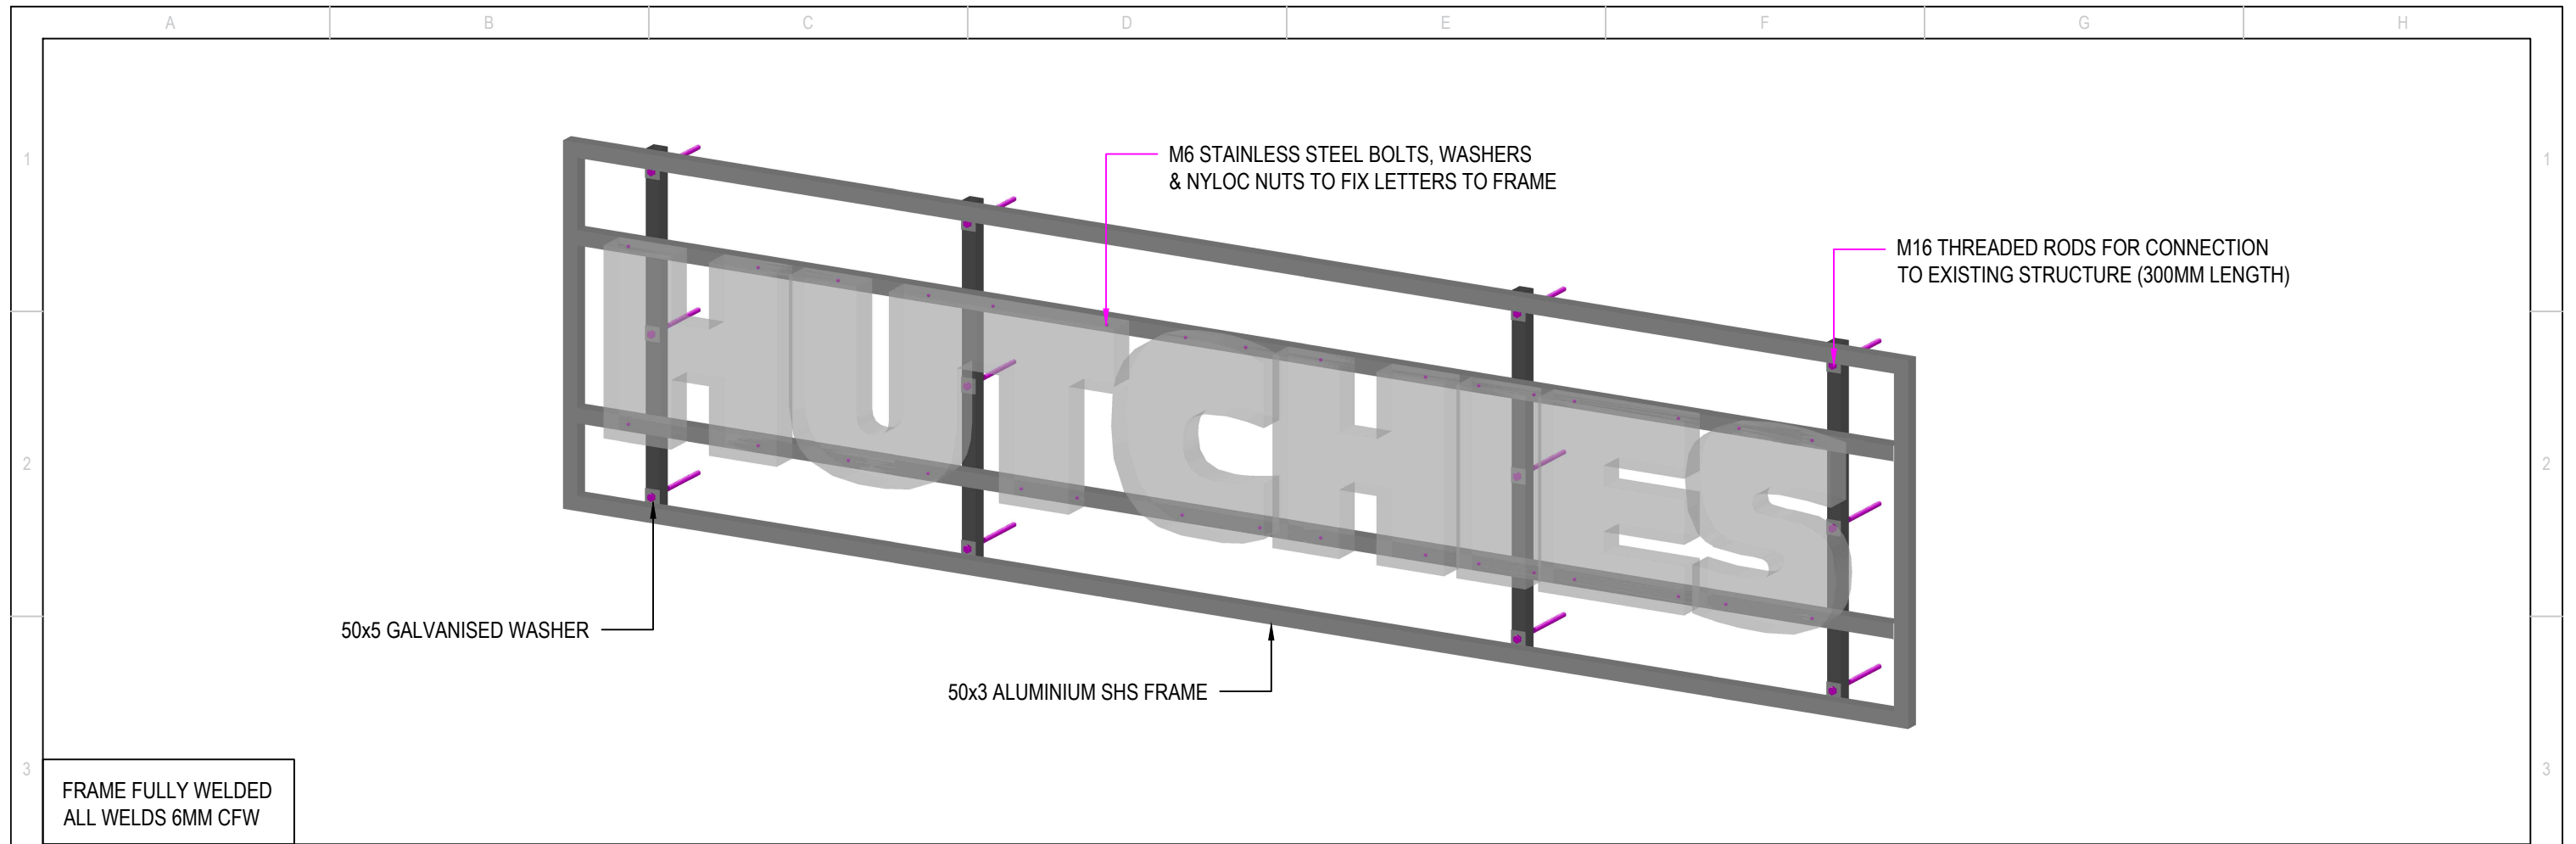 A B C D E F G H
1 1
M6 STAINLESS STEEL BOLTS, WASHERS
& NYLOC NUTS TO FIX LETTERS TO FRAME
M16 THREADED RODS FOR CONNECTION
TO EXISTING STRUCTURE (300MM LENGTH)
HUTCHIES
2 2
50x5 GALVANISED WASHER
50x3 ALUMINIUM SHS FRAME
3 3
FRAME FULLY WELDED
ALL WELDS 6MM CFW